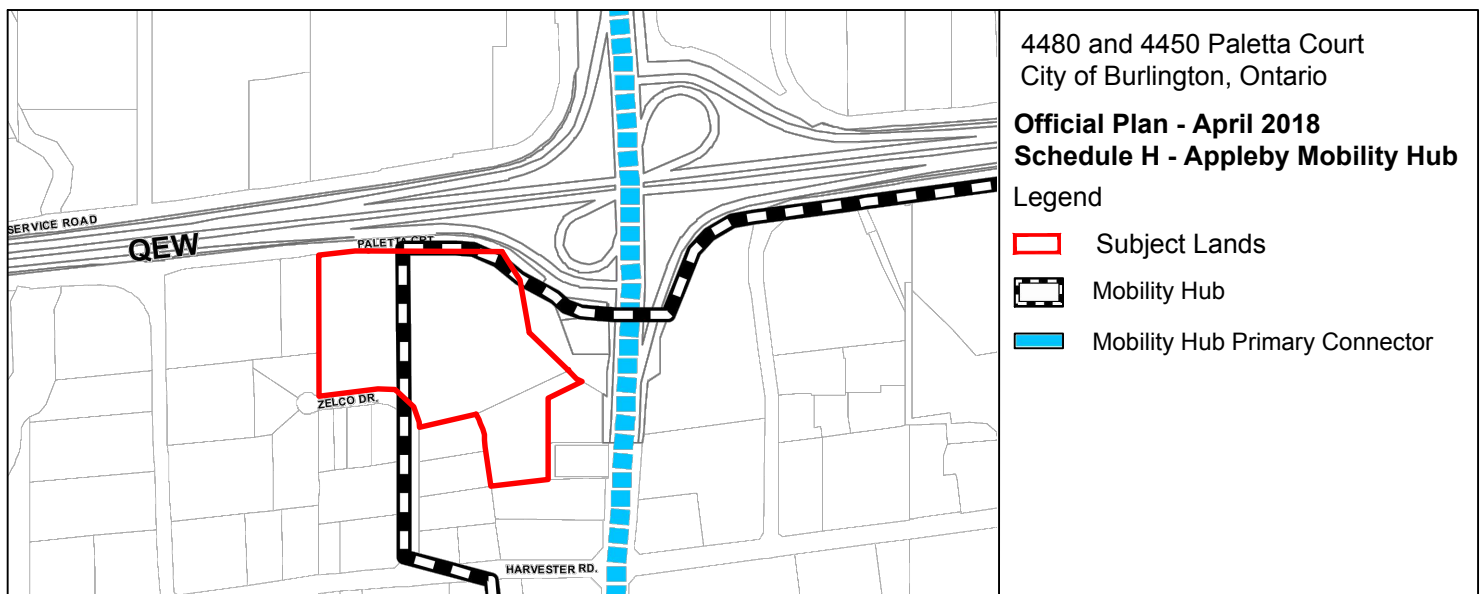 4480 and 4450 Paletta Court
City of Burlington, Ontario
Official Plan - April 2018
Schedule H - Appleby Mobility Hub
Legend
Subject Lands
Mobility Hub
Mobility Hub Primary Connector
SERVICE ROAD
QEW
PALETTA CRT.
ZELCO DR.
HARVESTER RD.